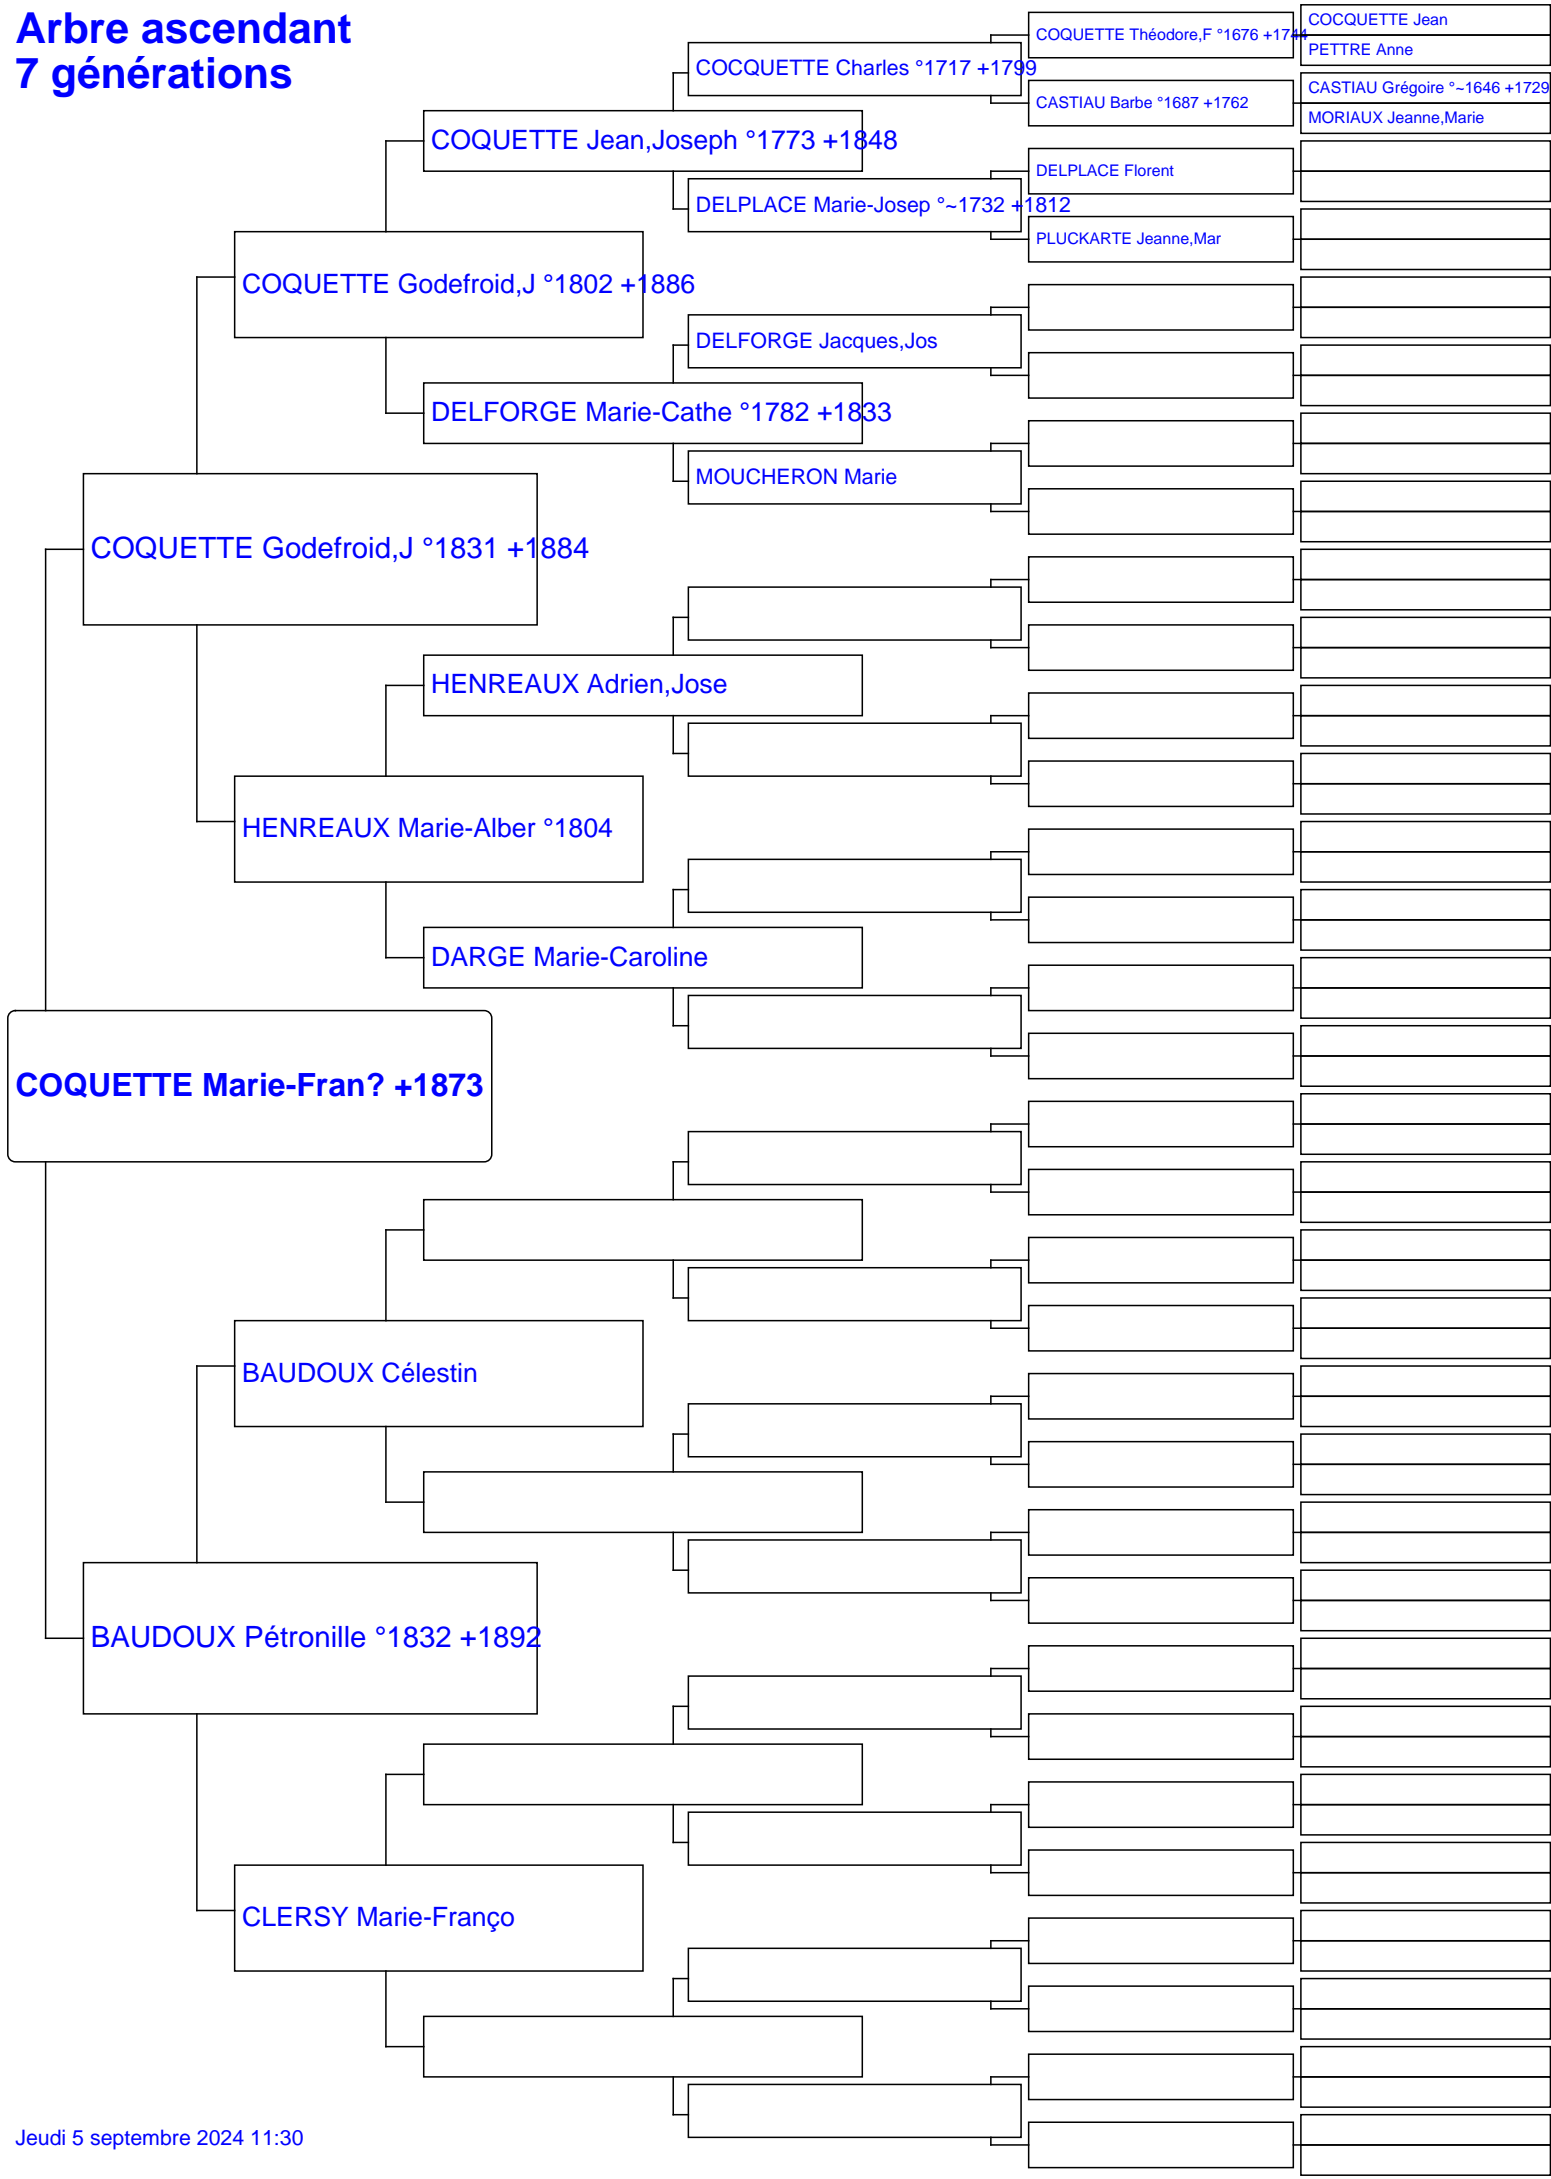 Arbre ascendant
7 générations
COCQUETTE Jean
COQUETTE Théodore,F °1676 +1744
PETTRE Anne
COCQUETTE Charles °1717 +1799
CASTIAU Grégoire °~1646 +1729
CASTIAU Barbe °1687 +1762
MORIAUX Jeanne,Marie
COQUETTE Jean,Joseph °1773 +1848
DELPLACE Florent
DELPLACE Marie-Josep °~1732 +1812
PLUCKARTE Jeanne,Mar
COQUETTE Godefroid,J °1802 +1886
DELFORGE Jacques,Jos
DELFORGE Marie-Cathe °1782 +1833
MOUCHERON Marie
COQUETTE Godefroid,J °1831 +1884
HENREAUX Adrien,Jose
HENREAUX Marie-Alber °1804
DARGE Marie-Caroline
COQUETTE Marie-Fran? +1873
BAUDOUX Célestin
BAUDOUX Pétronille °1832 +1892
CLERSY Marie-Franço
Jeudi 5 septembre 2024 11:30